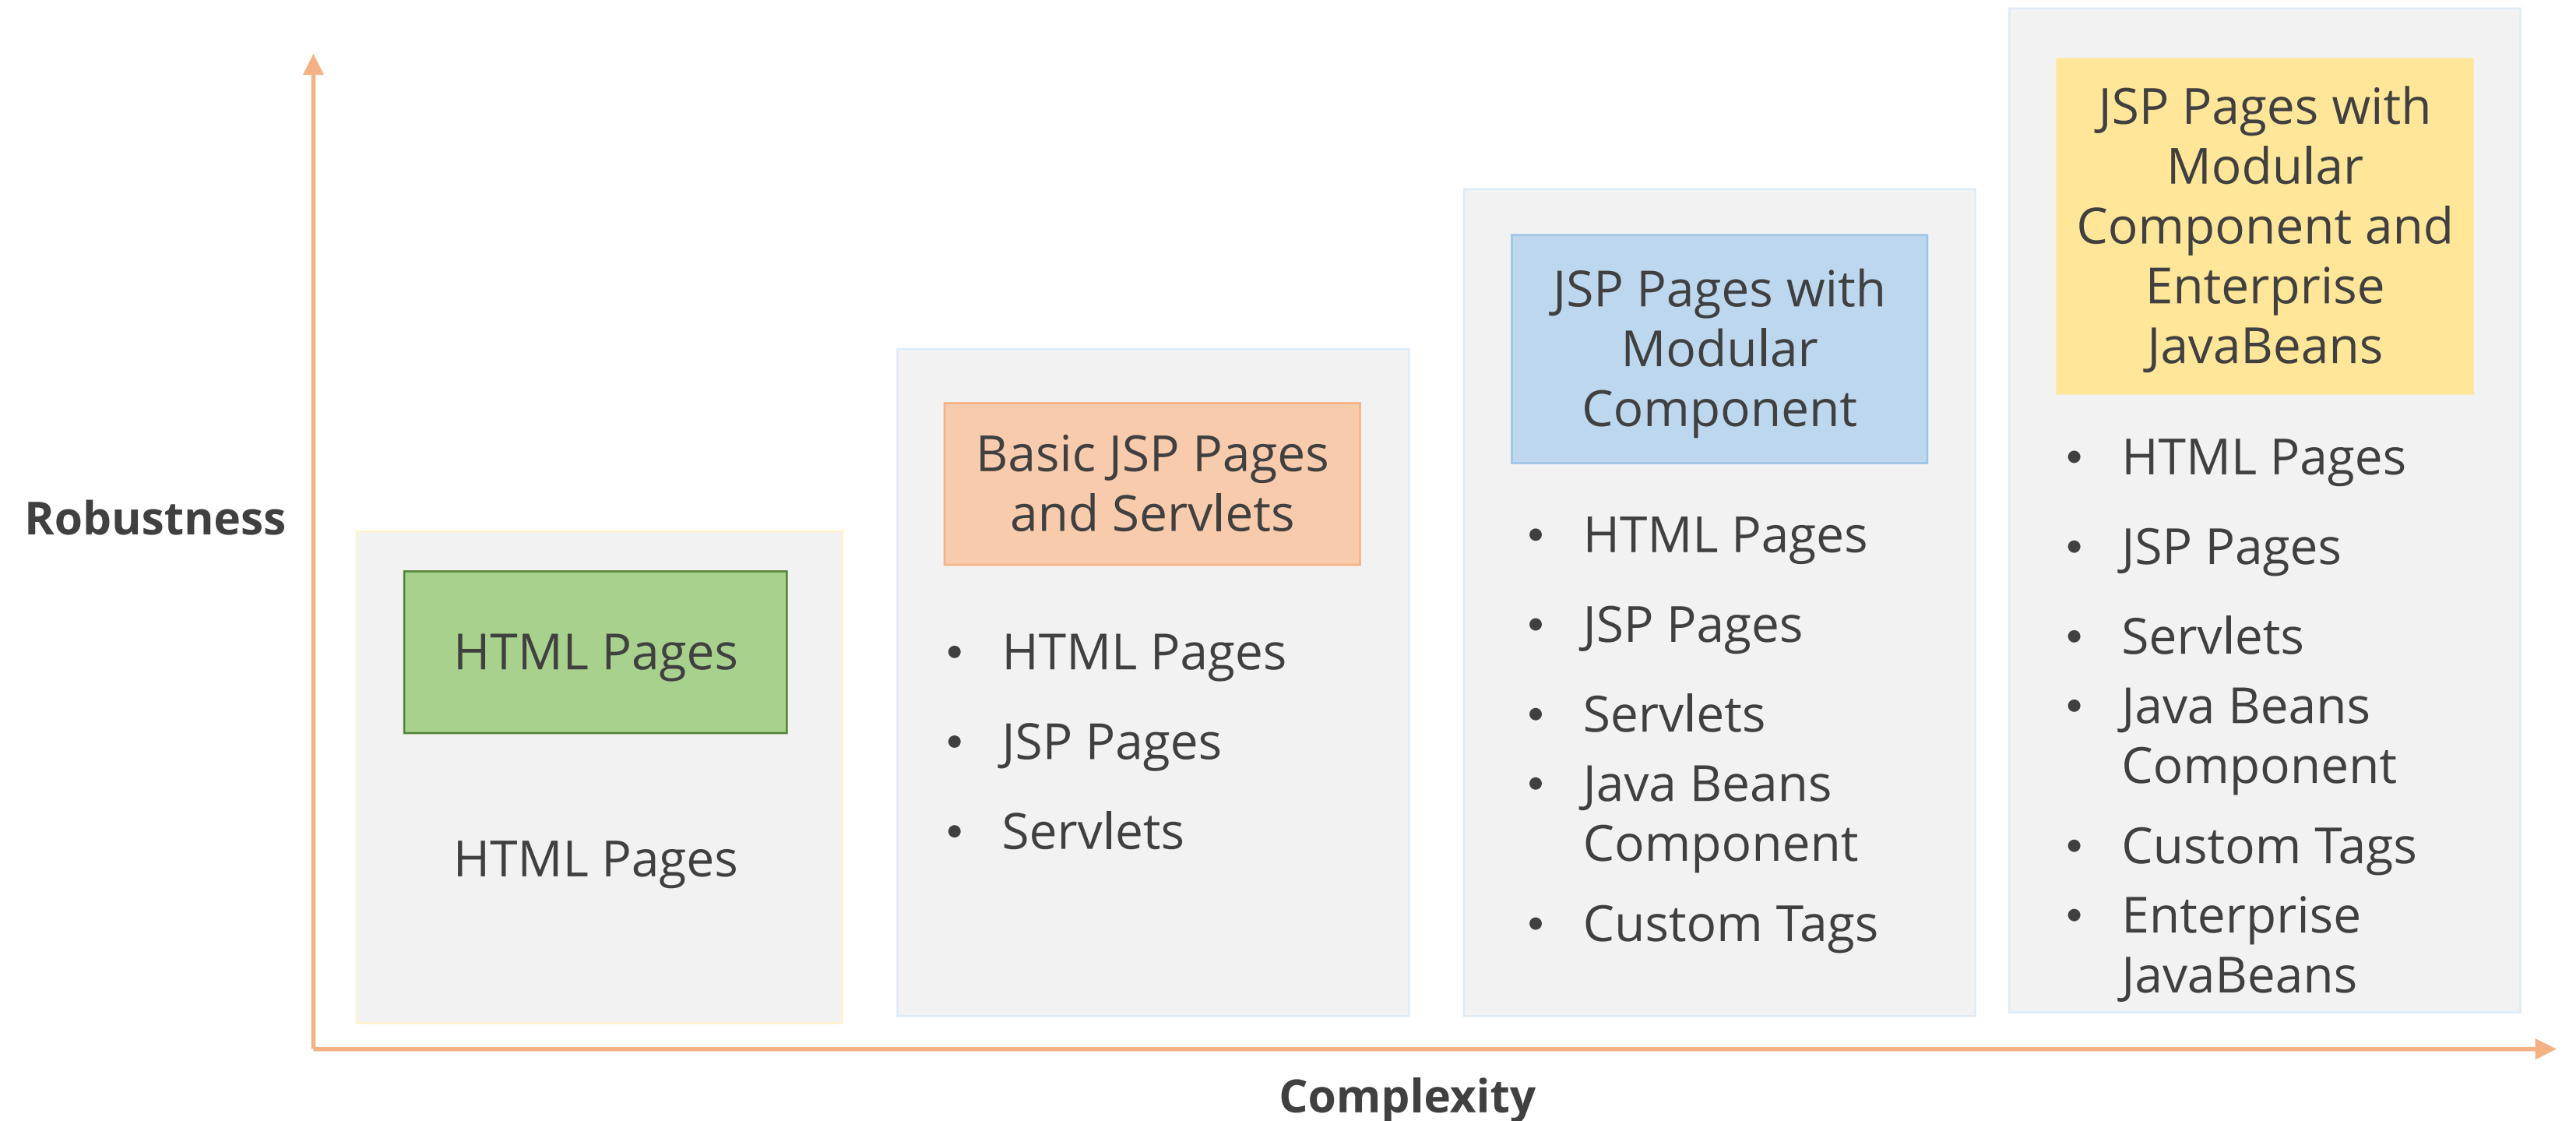 Robustness
HTML Pages
HTML Pages
Basic JSP Pages
and Servlets
• HTML Pages
• JSP Pages
• Servlets
JSP Pages with
Modular
Component
• HTML Pages
• JSP Pages
• Servlets
• Java Beans
Component
• Custom Tags
JSP Pages with
Modular
Component and
Enterprise
JavaBeans
• HTML Pages
• JSP Pages
• Servlets
• Java Beans
Component
• Custom Tags
• Enterprise
JavaBeans
Complexity